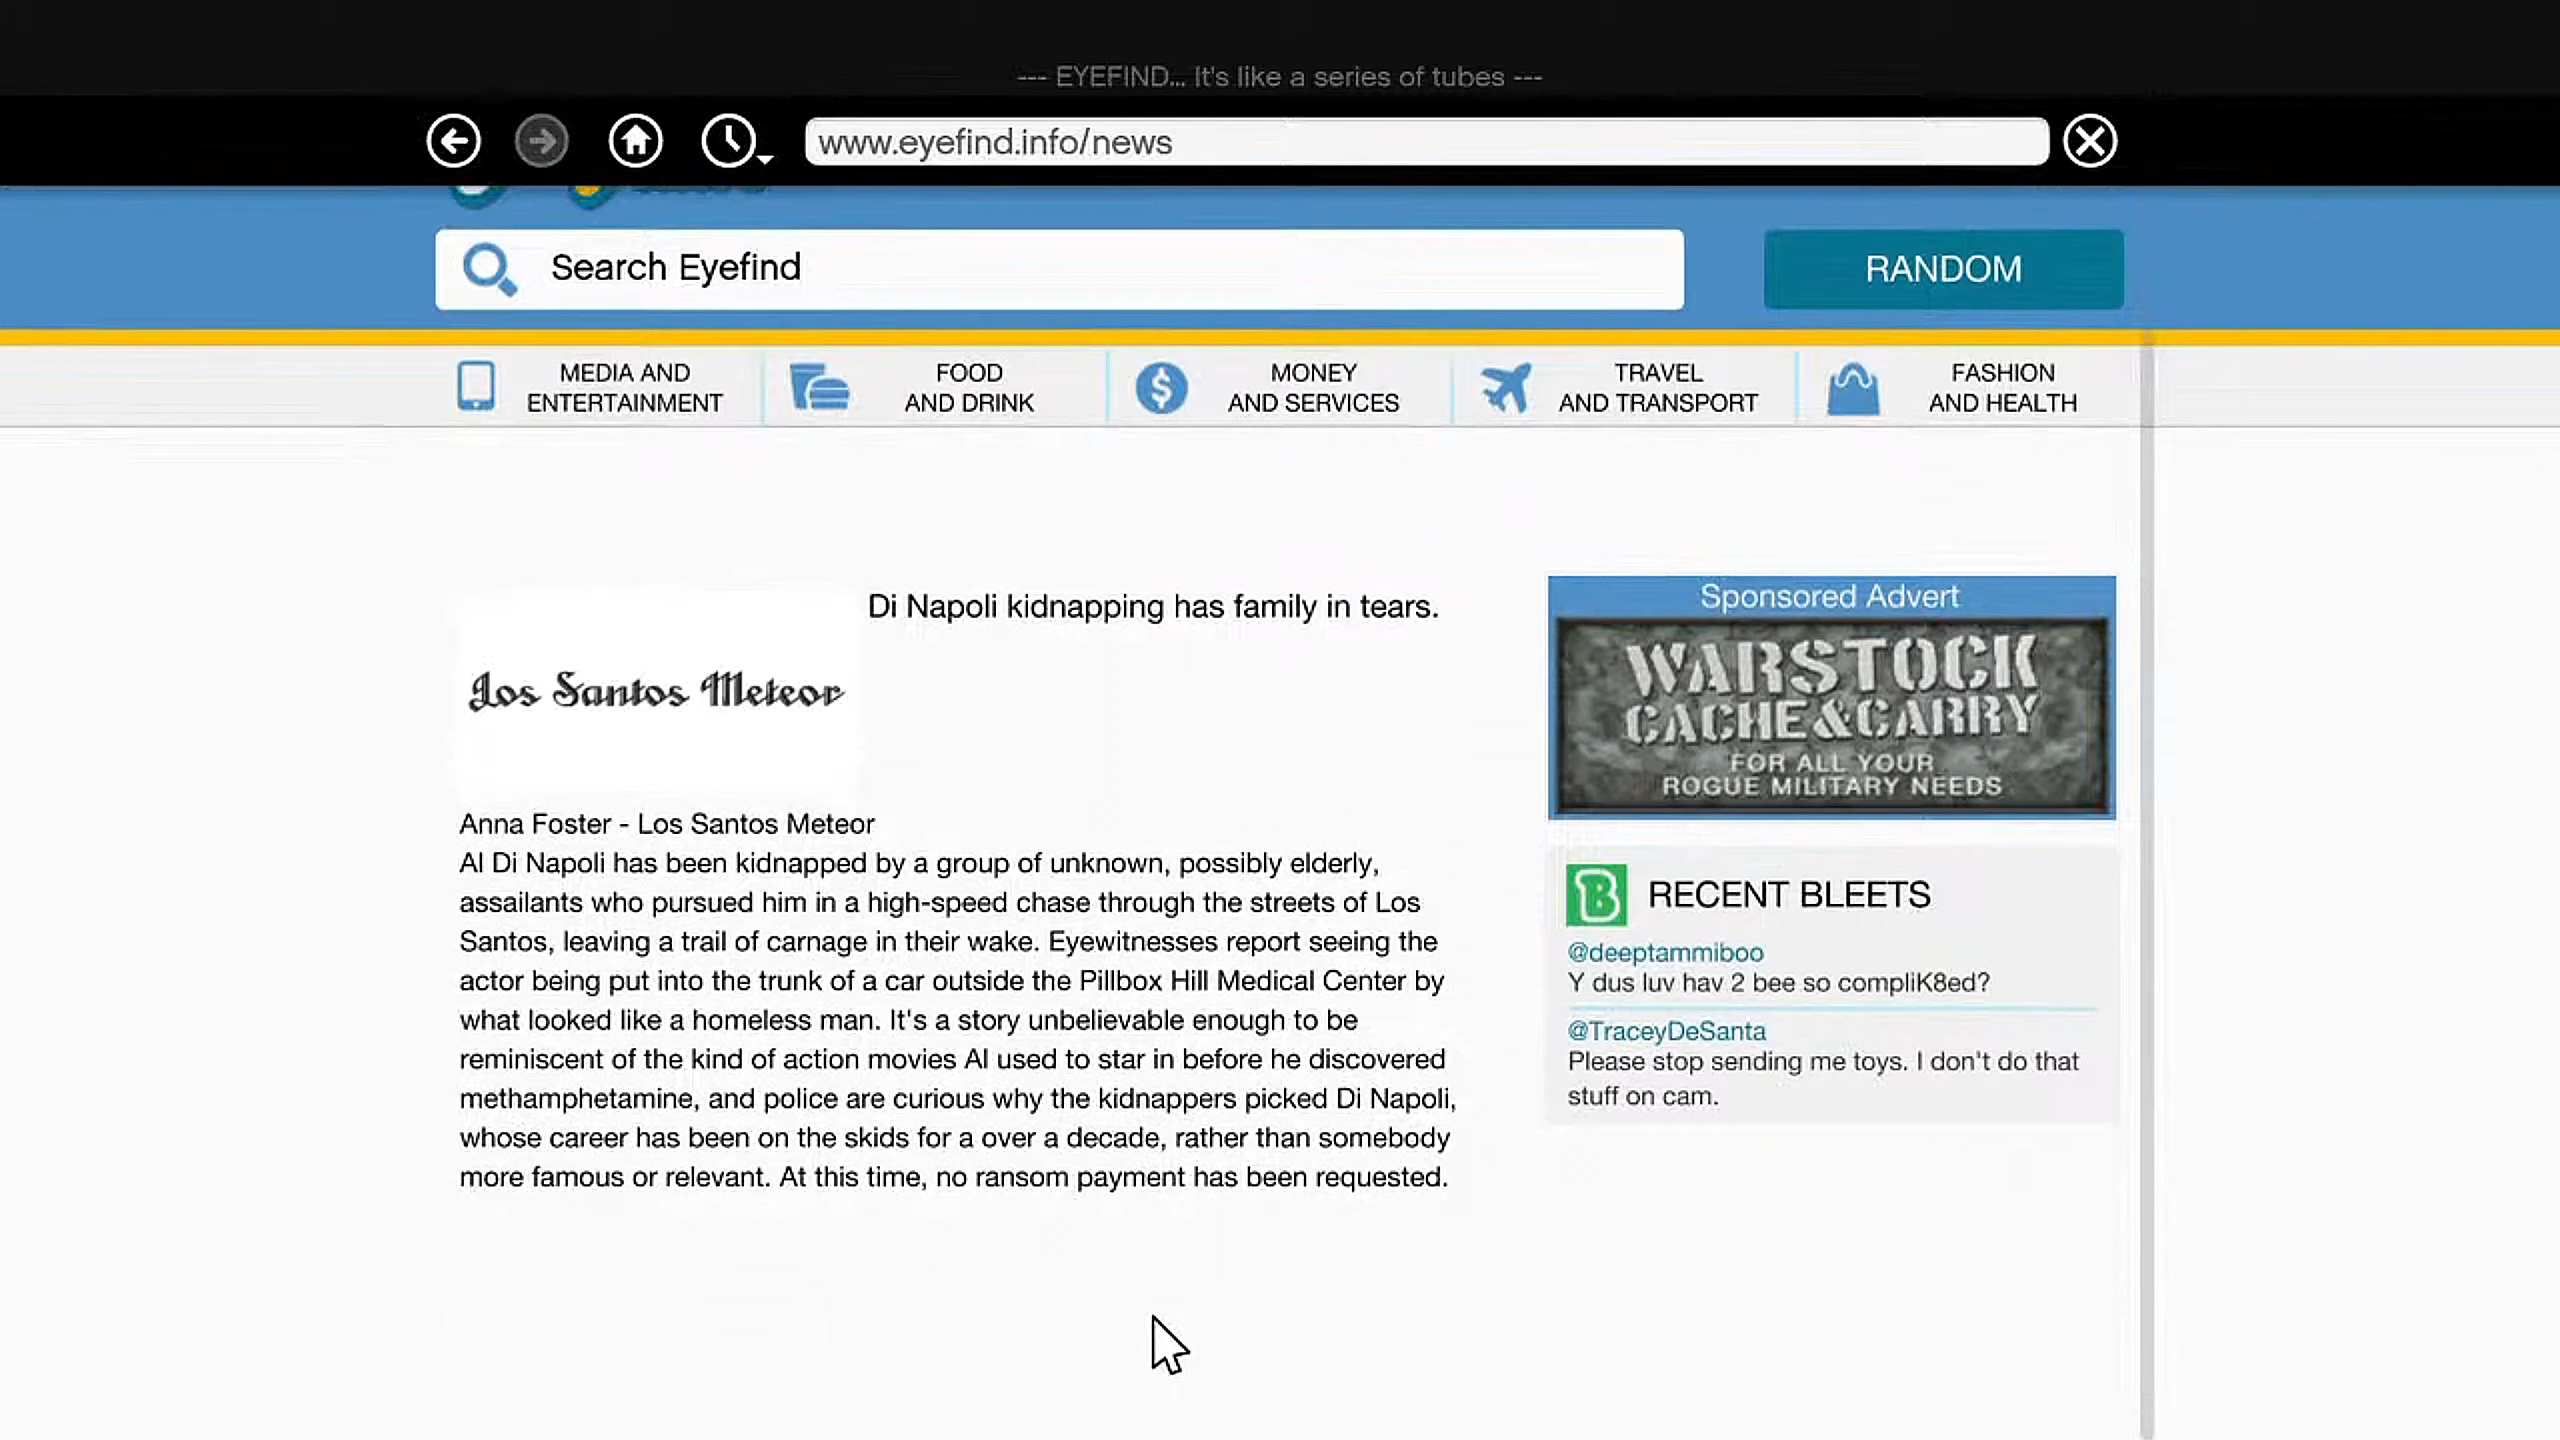 --- EYEFIND... It's like a series of tubes ---
www.eyefind.info/news
Search Eyefind
RANDOM
MEDIA AND
ENTERTAINMENT
FOOD
AND DRINK
MONEY
AND SERVICES
TRAVEL
AND TRANSPORT
FASHION
AND HEALTH
Di Napoli kidnapping has family in tears.
Los Santos Meteor
Anna Foster - Los Santos Meteor
Al Di Napoli has been kidnapped by a group of unknown, possibly elderly,
assailants who pursued him in a high-speed chase through the streets of Los
Santos, leaving a trail of carnage in their wake. Eyewitnesses report seeing the
actor being put into the trunk of a car outside the Pillbox Hill Medical Center by
what looked like a homeless man. It's a story unbelievable enough to be
reminiscent of the kind of action movies Al used to star in before he discovered
methamphetamine, and police are curious why the kidnappers picked Di Napoli,
whose career has been on the skids for a over a decade, rather than somebody
more famous or relevant. At this time, no ransom payment has been requested.
Sponsored Advert
WARSTOCK
CACHE&CARRY
FOR ALL YOUR
ROGUE MILITARY NEEDS
B
RECENT BLEETS
@deeptammiboo
Y dus luv hav 2 bee so compliK8ed?
@TraceyDeSanta
Please stop sending me toys. I don't do that
stuff on cam.